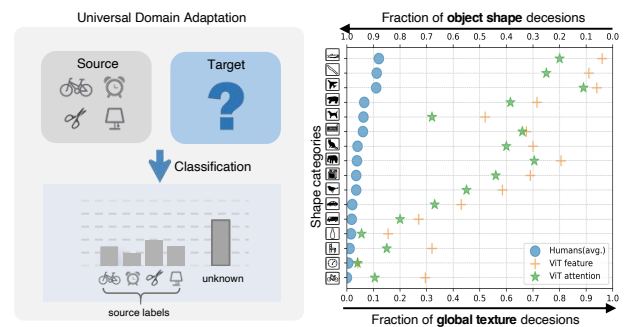 Universal Domain Adaptation
Source
Target
?
Classification
unknown
source labels
Fraction of object shape decesions
1.0 0.9 0.8 0.7 0.6 0.5 0.4 0.3 0.2 0.1 0.0
Shape categories
Humans(avg.)
ViT feature
ViT attention
0.0 0.1 0.2 0.3 0.4 0.5 0.6 0.7 0.8 0.9 1.0
Fraction of global texture decesions